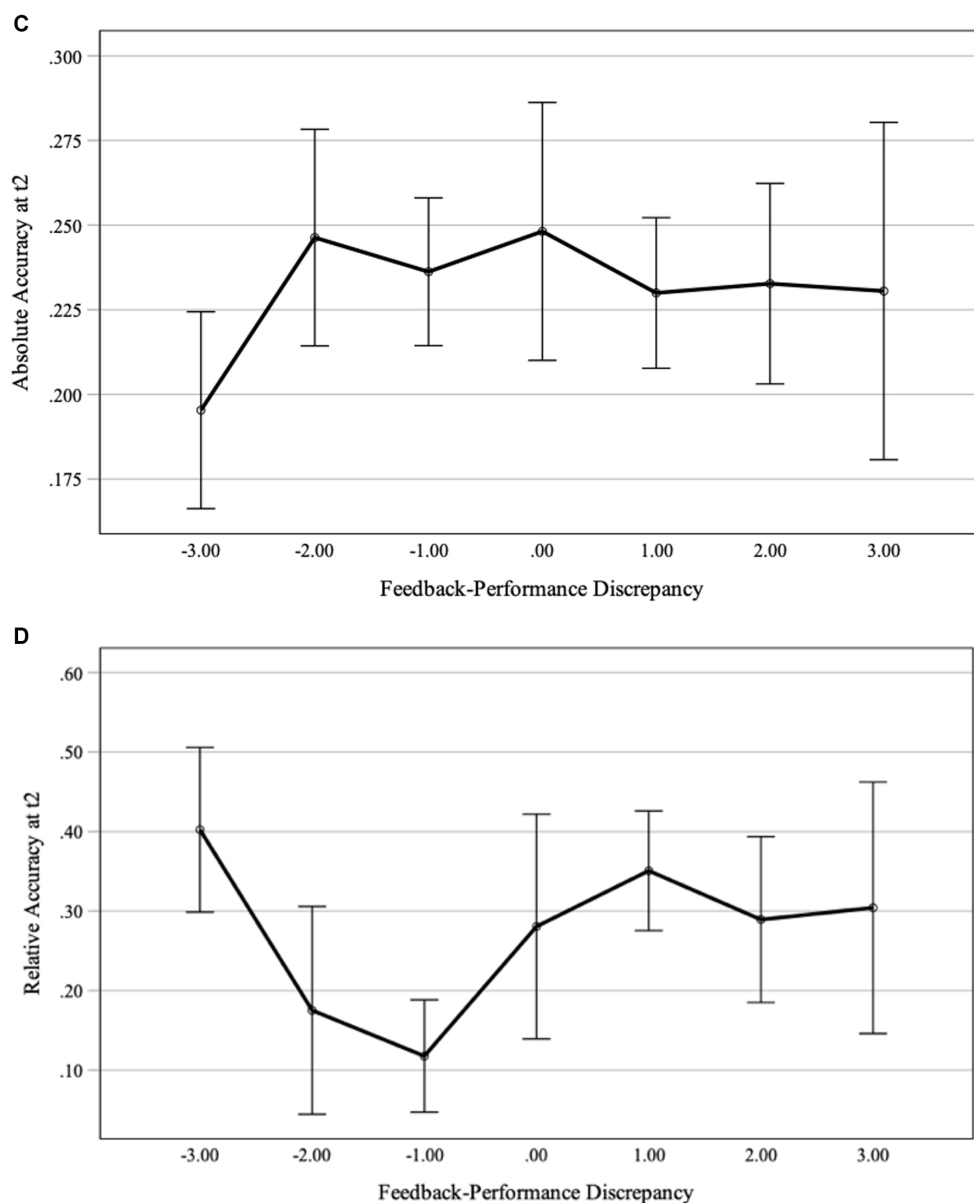 C
.300
.275
.250
.225
.200
.175
Absolute Accuracy at t2
-3.00 -2.00 -1.00 .00 1.00 2.00 3.00
Feedback-Performance Discrepancy
D
.60
.50
.40
.30
.20
.10
Relative Accuracy at t2
-3.00 -2.00 -1.00 .00 1.00 2.00 3.00
Feedback-Performance Discrepancy